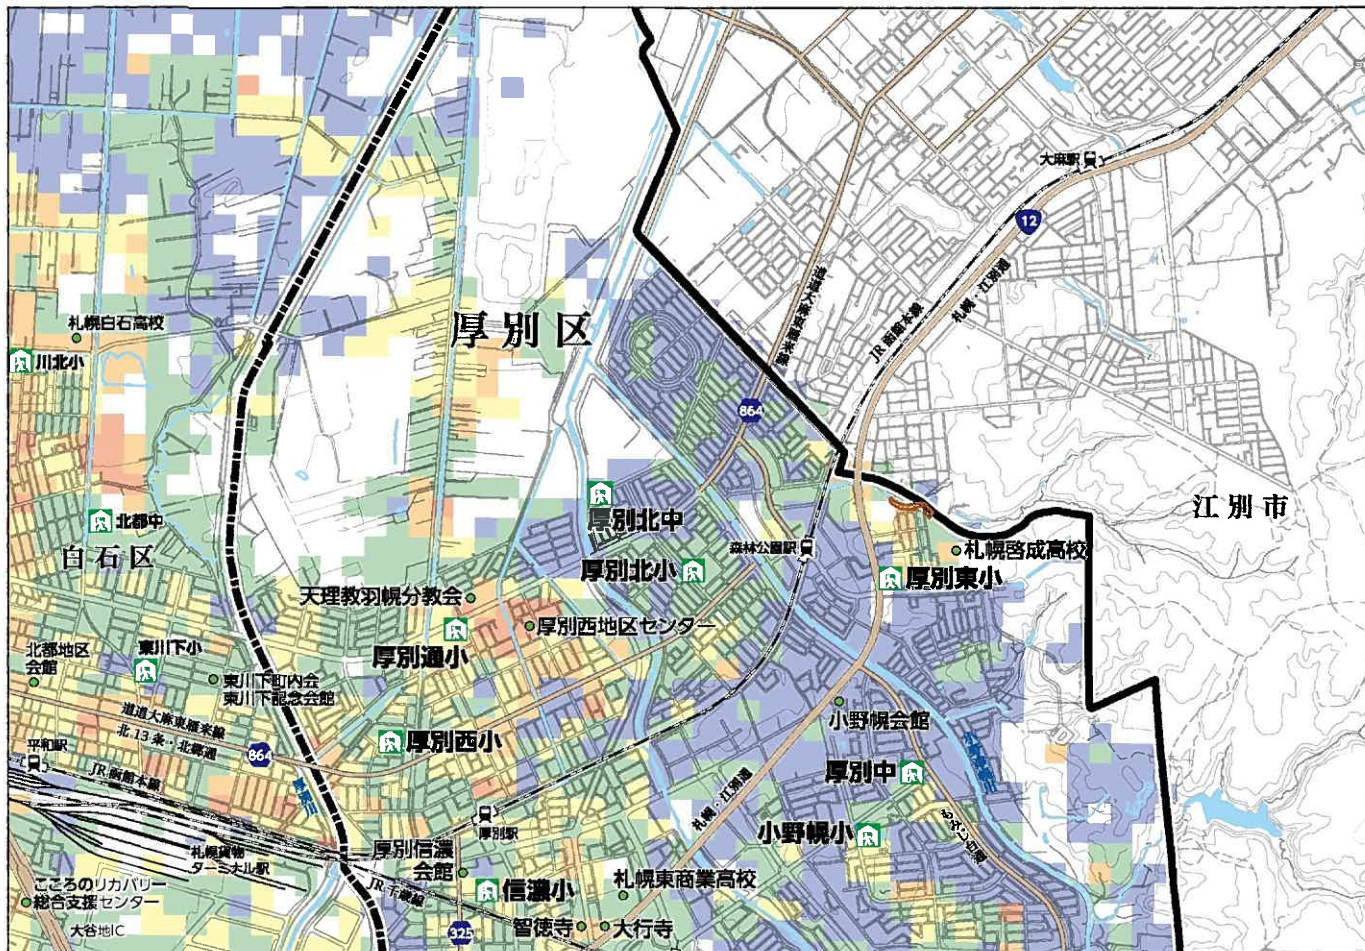 大麻駅
12
道道大麻東雁来線
JR函館本線
札幌・江別通
厚別区
札幌白石高校
川北小
864
江別市
北都中
白石区
厚別北中
森林公園駅
札幌啓成高校
厚別北小
厚別東小
天理教羽幌分教会
厚別西地区センター
厚別通小
北都地区
会館
東川下小
東川下町内会
東川下記念会館
小野幌会館
道道大麻東雁来線
北13条・北郷通
平和駅
864
厚別西小
JR函館本線
厚別川
小野幌川
厚別中
札幌・江別通
もみじ台通
厚別駅
小野幌小
札幌貨物
ターミナル駅
厚別信濃
会館
JR千歳線
こころのリカバリー
総合支援センター
信濃小
札幌東商業高校
大谷地IC
325
智徳寺
大行寺